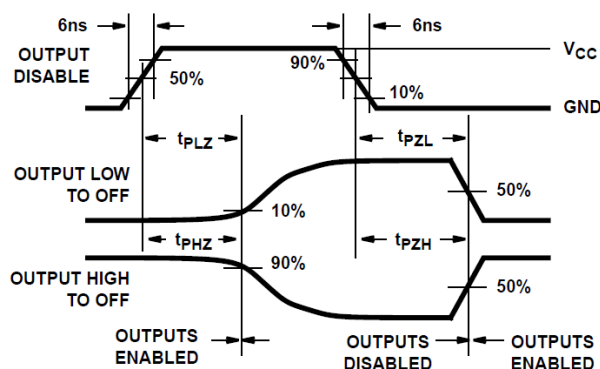 6ns
6ns
OUTPUT
DISABLE
90%
50%
10%
VCC
GND
tPLZ
tPZL
OUTPUT LOW
TO OFF
10%
50%
tPHZ
tPZH
OUTPUT HIGH
TO OFF
90%
50%
OUTPUTS
ENABLED
OUTPUTS
DISABLED
OUTPUTS
ENABLED